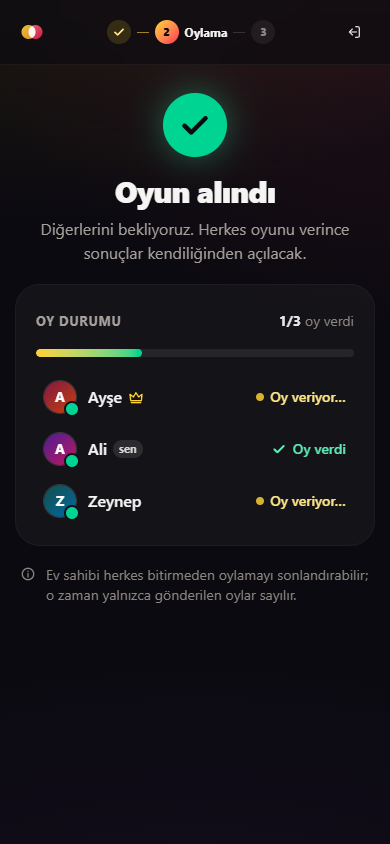 2 Oylama 3
Oyun alındı
Diğerlerini bekliyoruz. Herkes oyunu verince
sonuçlar kendiliğinden açılacak.
OY DURUMU 1/3 oy verdi
A Ayşe Oy veriyor...
A Ali sen Oy verdi
Z Zeynep Oy veriyor...
Ev sahibi herkes bitirmeden oylamayı sonlandırabilir;
o zaman yalnızca gönderilen oylar sayılır.